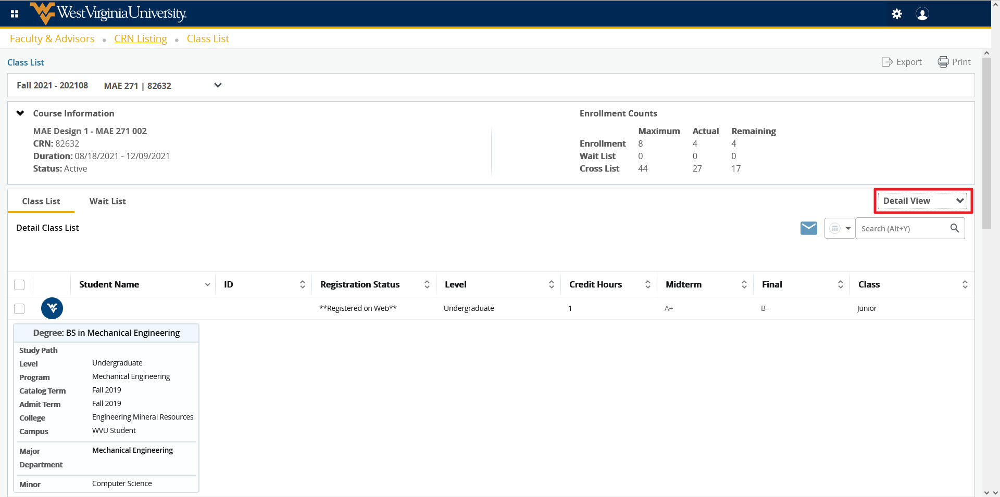 WestVirginiaUniversity
Faculty & Advisors • CRN Listing • Class List
Class List
Export Print
Fall 2021 - 202108 MAE 271 | 82632
Course Information
MAE Design 1 - MAE 271 002
CRN: 82632
Duration: 08/18/2021 - 12/09/2021
Status: Active
Enrollment Counts
Maximum Actual Remaining
Enrollment 8 4 4
Wait List 0 0 0
Cross List 44 27 17
Class List Wait List Detail View
Detail Class List Search (Alt+Y)
Student Name ID Registration Status Level Credit Hours Midterm Final Class
**Registered on Web** Undergraduate 1 A+ B- Junior
Degree: BS in Mechanical Engineering
Study Path
Level Undergraduate
Program Mechanical Engineering
Catalog Term Fall 2019
Admit Term Fall 2019
College Engineering Mineral Resources
Campus WVU Student
Major Mechanical Engineering
Department
Minor Computer Science